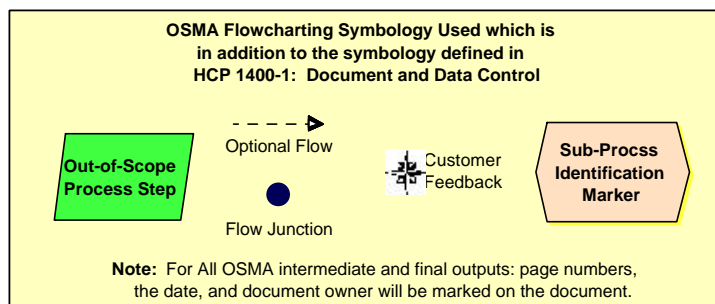 OSMA Flowcharting Symbology Used which is
in addition to the symbology defined in
HCP 1400-1: Document and Data Control
Out-of-Scope
Process Step
Optional Flow
Flow Junction
Customer
Feedback
Sub-Procss
Identification
Marker
Note: For All OSMA intermediate and final outputs: page numbers,
the date, and document owner will be marked on the document.